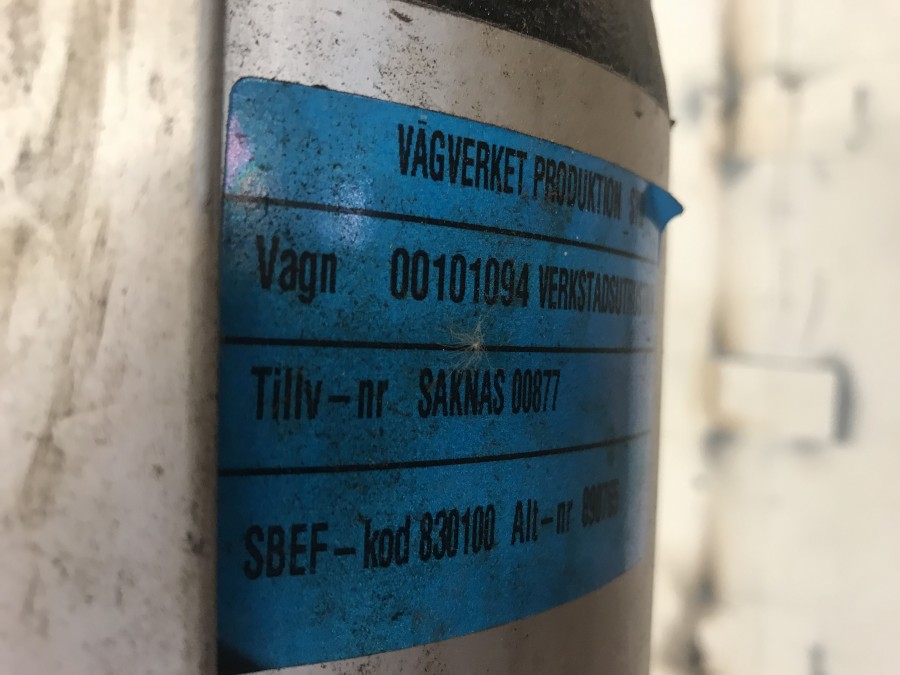 VÄGVERKET PRODUKTION
Vagn 00101094
Tillv-nr SAKNAS 00877
SBEF-kod 830100 Alt-nr